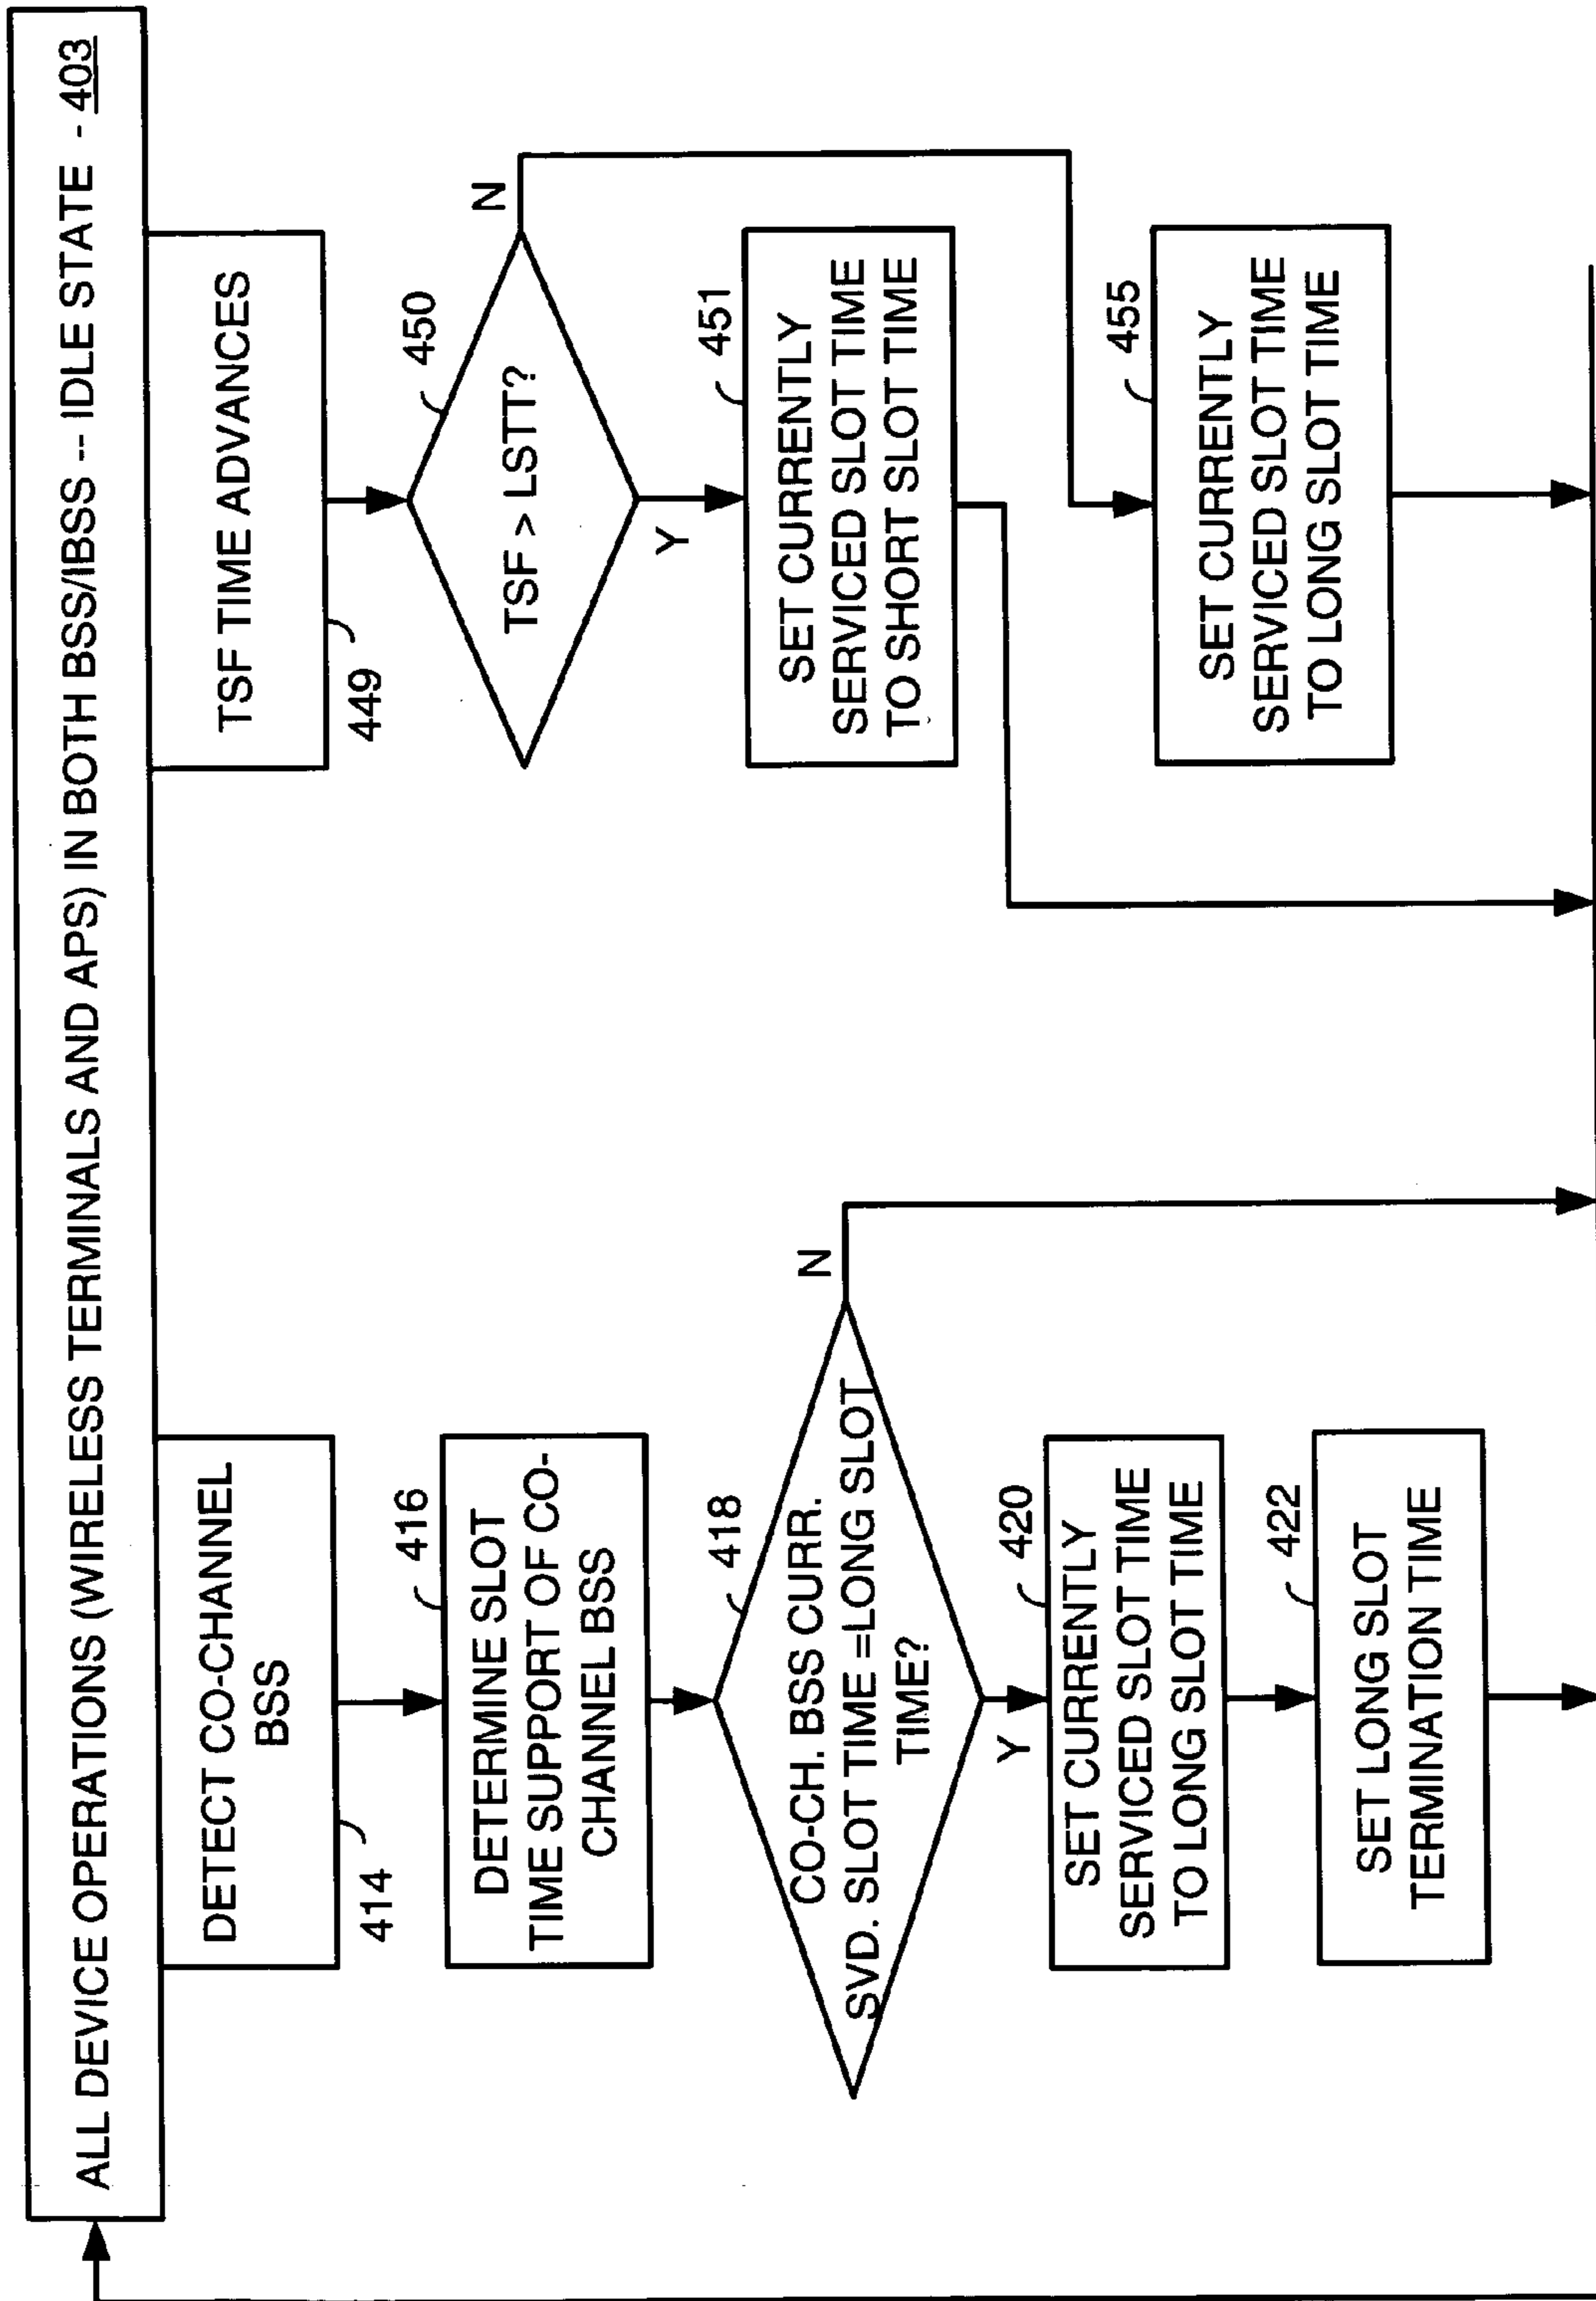 ALL DEVICE OPERATIONS (WIRELESS TERMINALS AND APS) IN BOTH BSS/IBSS -- IDLE STATE - 403
DETECT CO-CHANNEL
BSS
414
DETERMINE SLOT
TIME SUPPORT OF CO-
CHANNEL BSS
416
CO-CH. BSS CURR.
SVD. SLOT TIME =LONG SLOT
TIME?
418
N
Y
SET CURRENTLY
SERVICED SLOT TIME
TO LONG SLOT TIME
420
SET LONG SLOT
TERMINATION TIME
422
TSF TIME ADVANCES
449
TSF > LSTT?
450
N
Y
SET CURRENTLY
SERVICED SLOT TIME
TO SHORT SLOT TIME
451
SET CURRENTLY
SERVICED SLOT TIME
TO LONG SLOT TIME
455